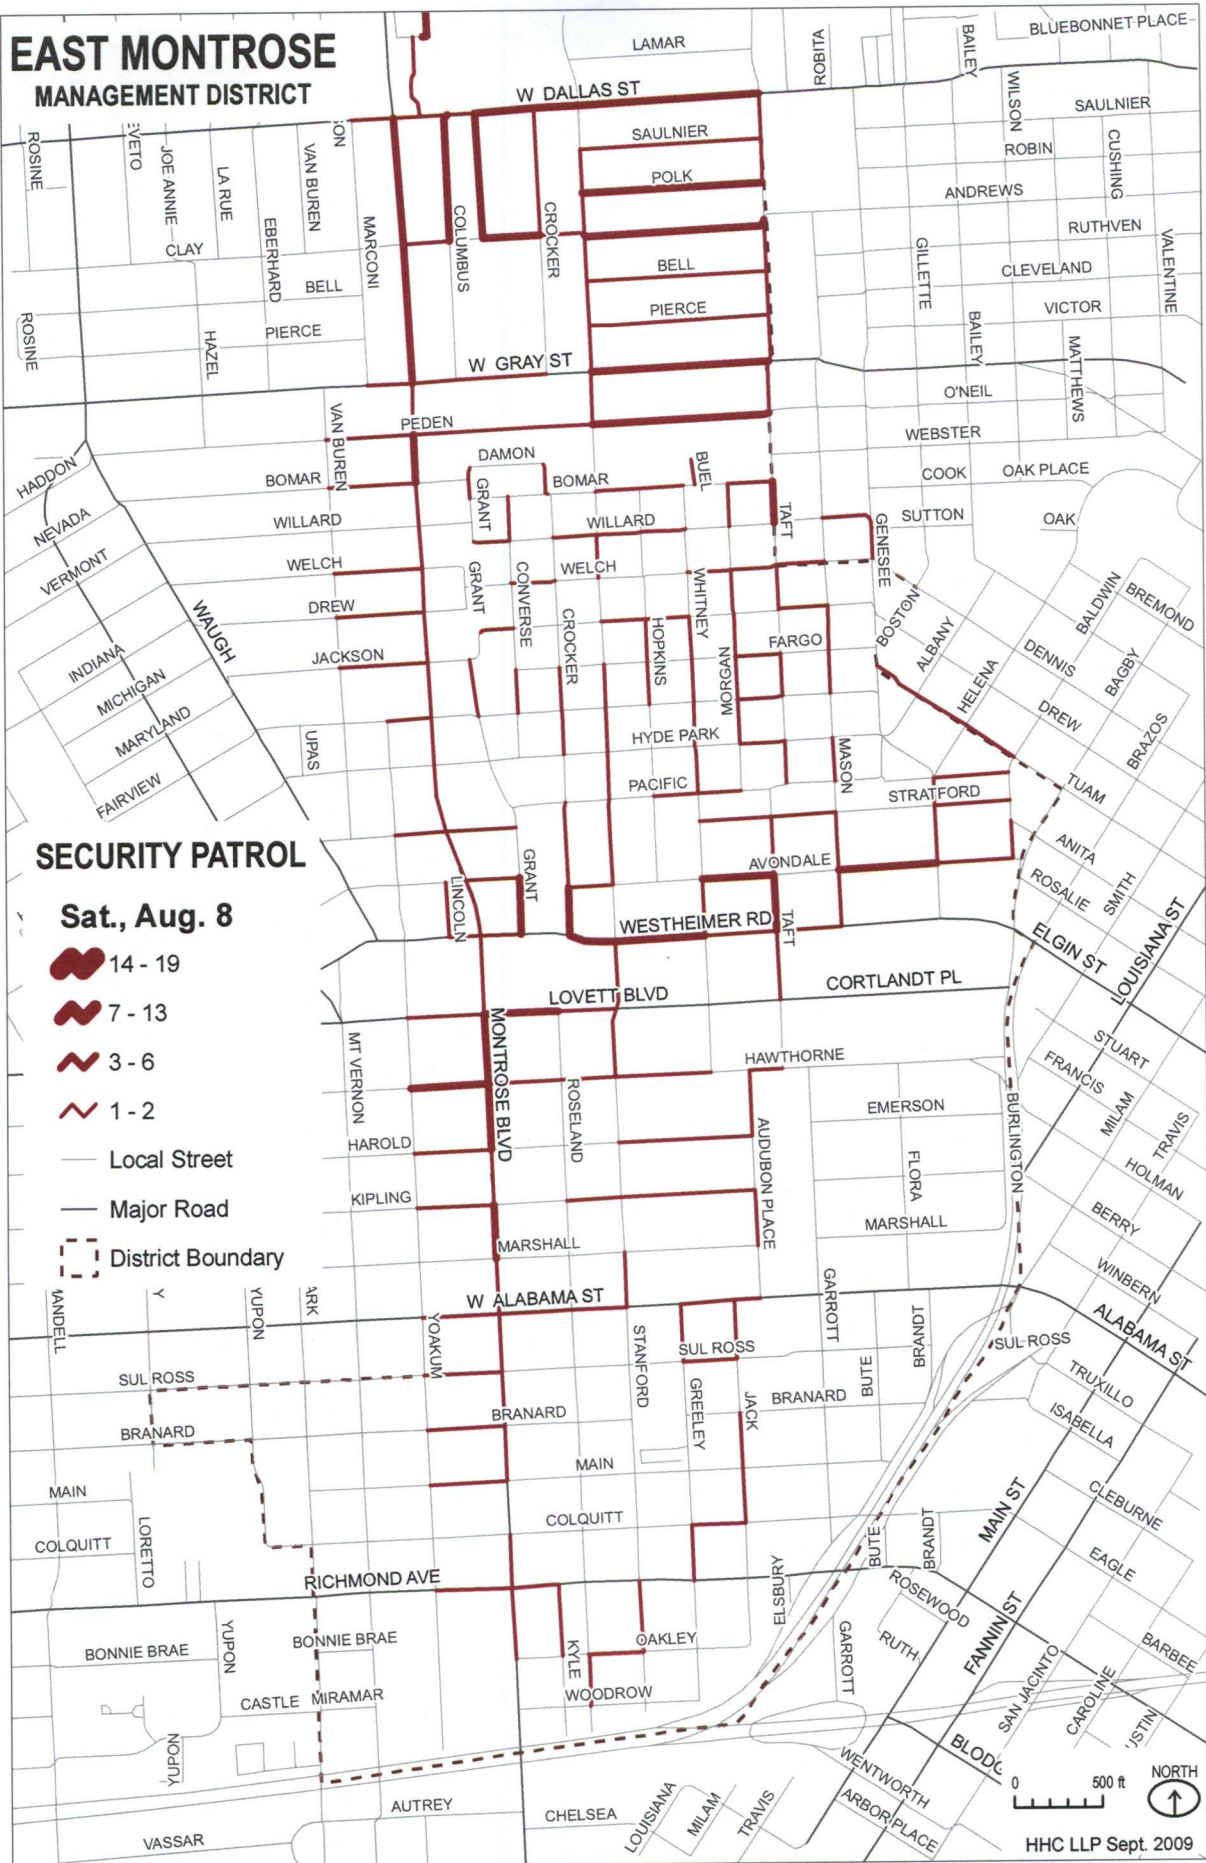 EAST MONTROSE
MANAGEMENT DISTRICT
LAMAR
ROBITA
BAILEY
BLUEBONNET PLACE
W DALLAS ST
WILSON
SAULNIER
SAULNIER
ROSINE
JOE ANNIE
LA RUE
VAN BUREN
ROBIN
CUSHING
POLK
ANDREWS
EBERHARD
MARCONI
COLUMBUS
CROCKER
RUTHVEN
CLAY
GILLETTE
VALENTINE
BELL
CLEVELAND
BELL
PIERCE
VICTOR
ROSINE
HAZEL
PIERCE
BAILEY
MATTHEWS
W GRAY ST
O'NEIL
VAN BUREN
PEDEN
WEBSTER
HADDON
DAMON
BUEL
COOK
OAK PLACE
BOMAR
GRANT
BOMAR
NEVADA
WILLARD
WILLARD
TAFT
GENESEE
SUTTON
OAK
VERMONT
WELCH
GRANT
CONVERSE
WELCH
WHITNEY
BALDWIN
BREMOND
WAUGH
DREW
CROCKER
HOPKINS
BOSTON
ALBANY
INDIANA
JACKSON
FARGO
DENNIS
BAGBY
MICHIGAN
MORGAN
HELENA
DREW
MARYLAND
UPAS
HYDE PARK
MASON
BRAZOS
FAIRVIEW
PACIFIC
STRATFORD
TUAM
SECURITY PATROL
GRANT
AVONDALE
ANITA
Sat., Aug. 8
LINCOLN
WESTHEIMER RD
TAFT
ROSALIE
SMITH
14 - 19
ELGIN ST
LOUISIANA ST
7 - 13
LOVETT BLVD
CORTLANDT PL
3 - 6
MT VERNON
MONTROSE BLVD
HAWTHORNE
STUART
1 - 2
ROSELAND
EMERSON
BURLINGTON
FRANCIS
MILAM
TRAVIS
Local Street
HAROLD
AUDUBON PLACE
FLORA
HOLMAN
Major Road
KIPLING
MARSHALL
BERRY
District Boundary
MARSHALL
WINBERN
Y
YUPON
W ALABAMA ST
GARROTT
BRANDT
ALABAMA ST
YOAKUM
STANFORD
SUL ROSS
BUTE
SUL ROSS
SUL ROSS
GREELEY
JACK
BRANARD
TRUXILLO
BRANARD
BRANARD
ISABELLA
MAIN
MAIN
MAIN ST
CLEBURNE
COLQUITT
LORETTO
COLQUITT
BUTE
BRANDT
EAGLE
RICHMOND AVE
ELSBURY
ROSEWOOD
FANNIN ST
BONNIE BRAE
YUPON
BONNIE BRAE
KYLE
OAKLEY
GARROTT
RUTH
SAN JACINTO
BARBEE
CASTLE
MIRAMAR
WOODROW
CAROLINE
YUPON
WENTWORTH
AUTREY
CHELSEA
LOUISIANA
MILAM
TRAVIS
ARBOR PLACE
VASSAR
0 500 ft
NORTH
HHC LLP Sept. 2009